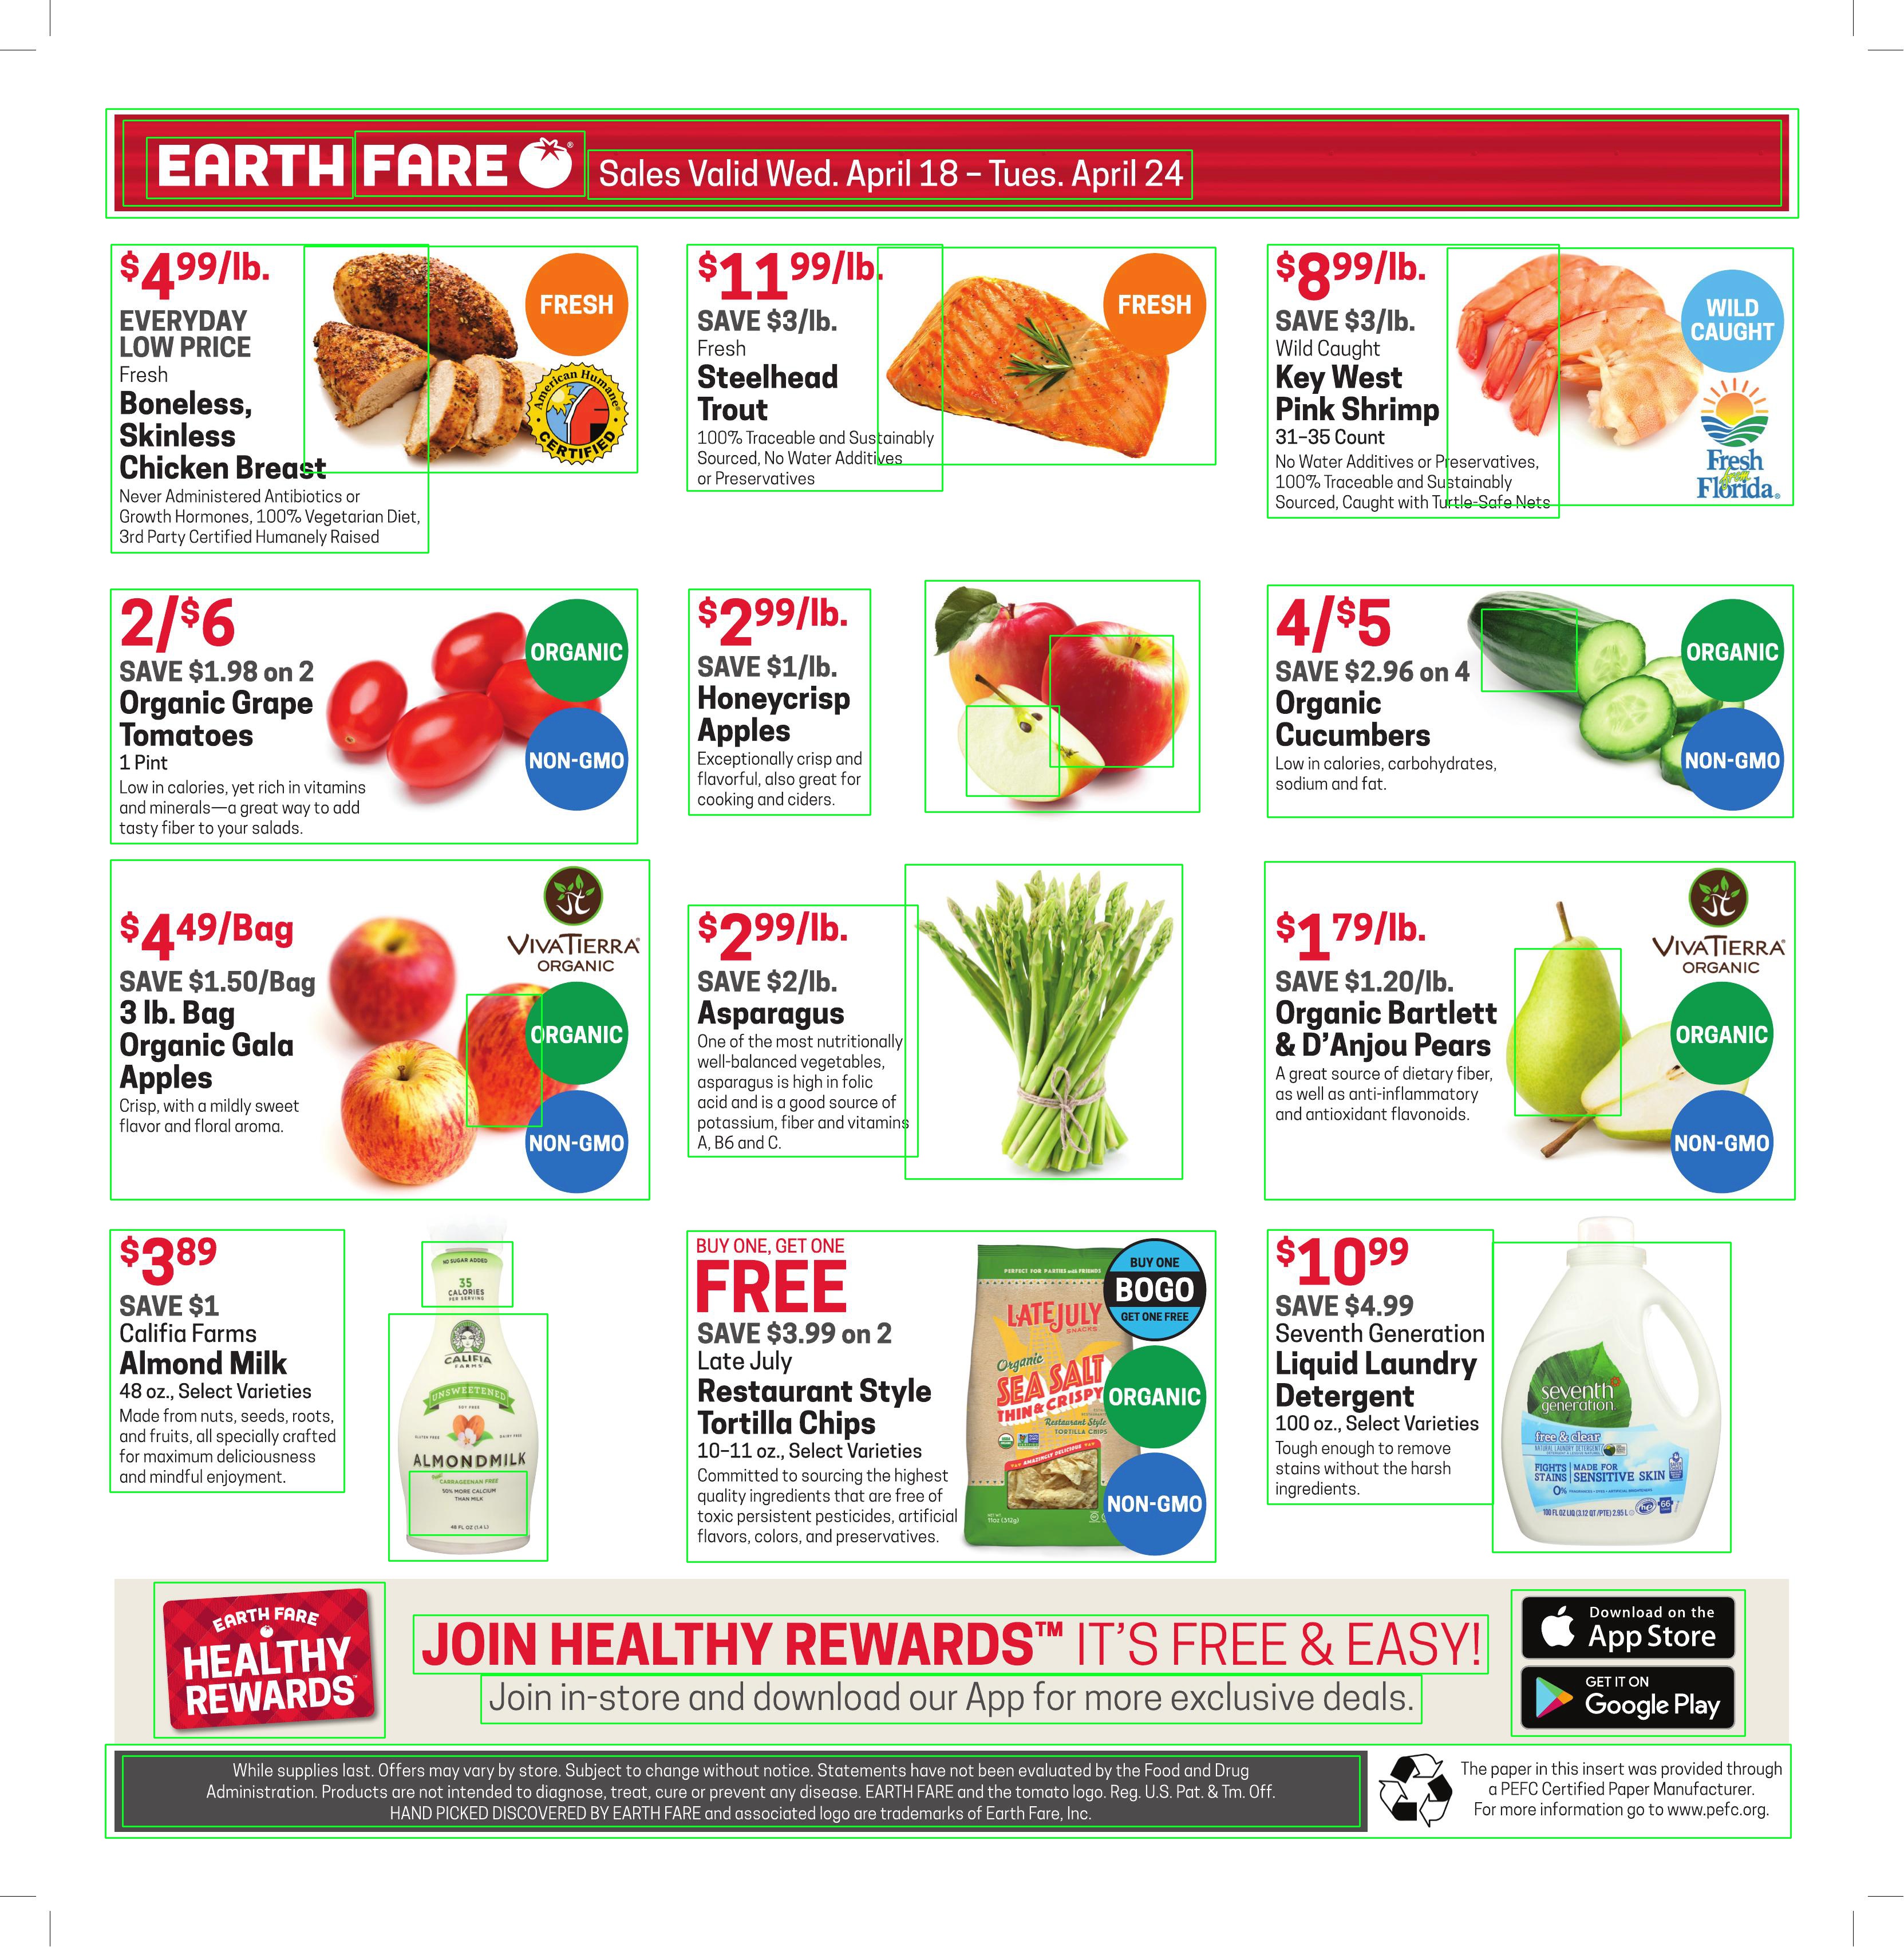 EARTH FARE®
Sales Valid Wed. April 18 – Tues. April 24
$4 99/lb.
EVERYDAY
LOW PRICE
Fresh
Boneless,
Skinless
Chicken Breast
Never Administered Antibiotics or
Growth Hormones, 100% Vegetarian Diet,
3rd Party Certified Humanely Raised
FRESH
American Humane®
CERTIFIED
$11 99/lb.
SAVE $3/lb.
Fresh
Steelhead
Trout
100% Traceable and Sustainably
Sourced, No Water Additives
or Preservatives
FRESH
$8 99/lb.
SAVE $3/lb.
Wild Caught
Key West
Pink Shrimp
31–35 Count
No Water Additives or Preservatives,
100% Traceable and Sustainably
Sourced, Caught with Turtle-Safe Nets
WILD
CAUGHT
Fresh
from
Florida®
2/$6
SAVE $1.98 on 2
Organic Grape
Tomatoes
1 Pint
Low in calories, yet rich in vitamins
and minerals—a great way to add
tasty fiber to your salads.
ORGANIC
NON-GMO
$2 99/lb.
SAVE $1/lb.
Honeycrisp
Apples
Exceptionally crisp and
flavorful, also great for
cooking and ciders.
4/$5
SAVE $2.96 on 4
Organic
Cucumbers
Low in calories, carbohydrates,
sodium and fat.
ORGANIC
NON-GMO
$4 49/Bag
SAVE $1.50/Bag
3 lb. Bag
Organic Gala
Apples
Crisp, with a mildly sweet
flavor and floral aroma.
VIVATIERRA®
ORGANIC
ORGANIC
NON-GMO
$2 99/lb.
SAVE $2/lb.
Asparagus
One of the most nutritionally
well-balanced vegetables,
asparagus is high in folic
acid and is a good source of
potassium, fiber and vitamins
A, B6 and C.
$1 79/lb.
SAVE $1.20/lb.
Organic Bartlett
& D'Anjou Pears
A great source of dietary fiber,
as well as anti-inflammatory
and antioxidant flavonoids.
VIVATIERRA®
ORGANIC
ORGANIC
NON-GMO
$3 89
SAVE $1
Califia Farms
Almond Milk
48 oz., Select Varieties
Made from nuts, seeds, roots,
and fruits, all specially crafted
for maximum deliciousness
and mindful enjoyment.
NO SUGAR ADDED
35
CALORIES
PER SERVING
CALIFIA
FARMS
UNSWEETENED
SOY FREE
GLUTEN FREE
DAIRY FREE
ALMONDMILK
CARRAGEENAN FREE
50% MORE CALCIUM
THAN MILK
48 FL OZ (1.4 L)
BUY ONE, GET ONE
FREE
SAVE $3.99 on 2
Late July
Restaurant Style
Tortilla Chips
10–11 oz., Select Varieties
Committed to sourcing the highest
quality ingredients that are free of
toxic persistent pesticides, artificial
flavors, colors, and preservatives.
PERFECT FOR PARTIES with FRIENDS
LATE JULY
SNACKS
Organic
SEA SALT
THIN & CRISPY
Restaurant Style
TORTILLA CHIPS
AMAZINGLY DELICIOUS
NET WT
11oz (312g)
BUY ONE
BOGO
GET ONE FREE
ORGANIC
NON-GMO
$10 99
SAVE $4.99
Seventh Generation
Liquid Laundry
Detergent
100 oz., Select Varieties
Tough enough to remove
stains without the harsh
ingredients.
seventh
generation.
free & clear
NATURAL LAUNDRY DETERGENT
FIGHTS STAINS
MADE FOR SENSITIVE SKIN
0%
he
66
100 FL OZ LIQ (3.12 QT /PTE) 2.95 L
EARTH FARE
HEALTHY
REWARDS™
JOIN HEALTHY REWARDS™ IT'S FREE & EASY!
Join in-store and download our App for more exclusive deals.
Download on the
App Store
GET IT ON
Google Play
While supplies last. Offers may vary by store. Subject to change without notice. Statements have not been evaluated by the Food and Drug
Administration. Products are not intended to diagnose, treat, cure or prevent any disease. EARTH FARE and the tomato logo. Reg. U.S. Pat. & Tm. Off.
HAND PICKED DISCOVERED BY EARTH FARE and associated logo are trademarks of Earth Fare, Inc.
The paper in this insert was provided through
a PEFC Certified Paper Manufacturer.
For more information go to www.pefc.org.